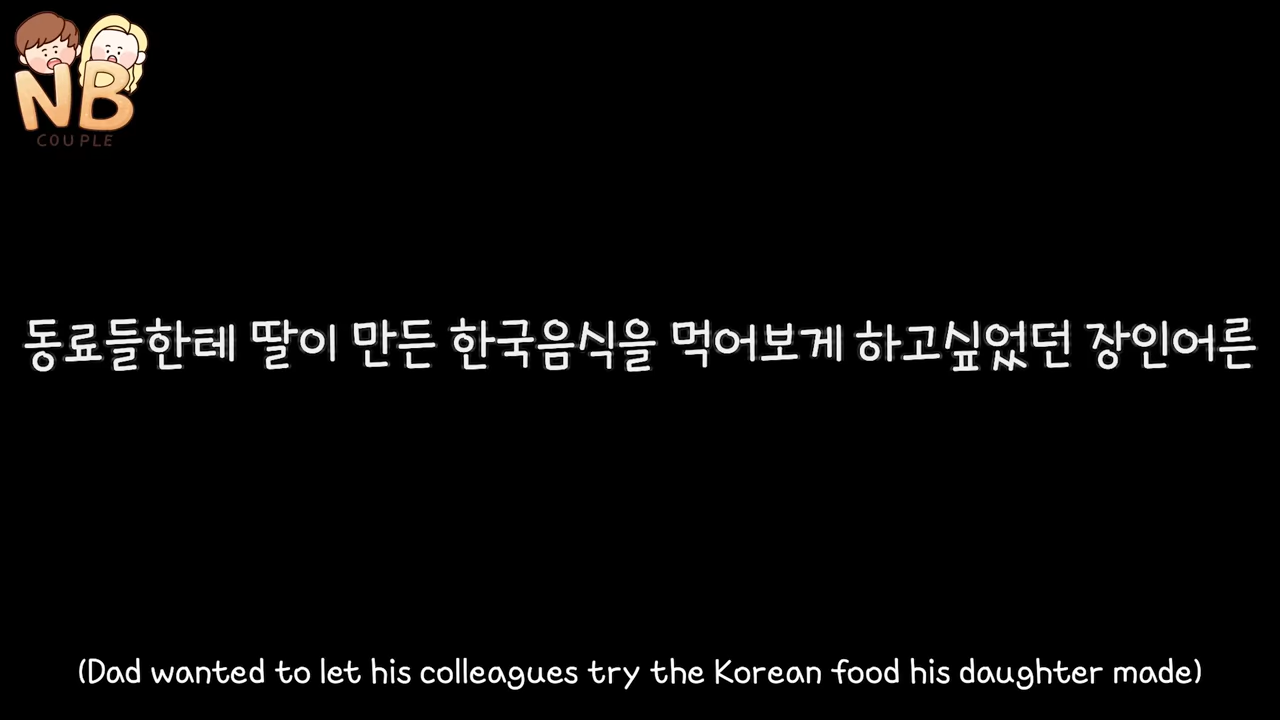 NB
COUPLE
동료들한테 딸이 만든 한국음식을 먹어보게 하고싶었던 장인어른
(Dad wanted to let his colleagues try the Korean food his daughter made)